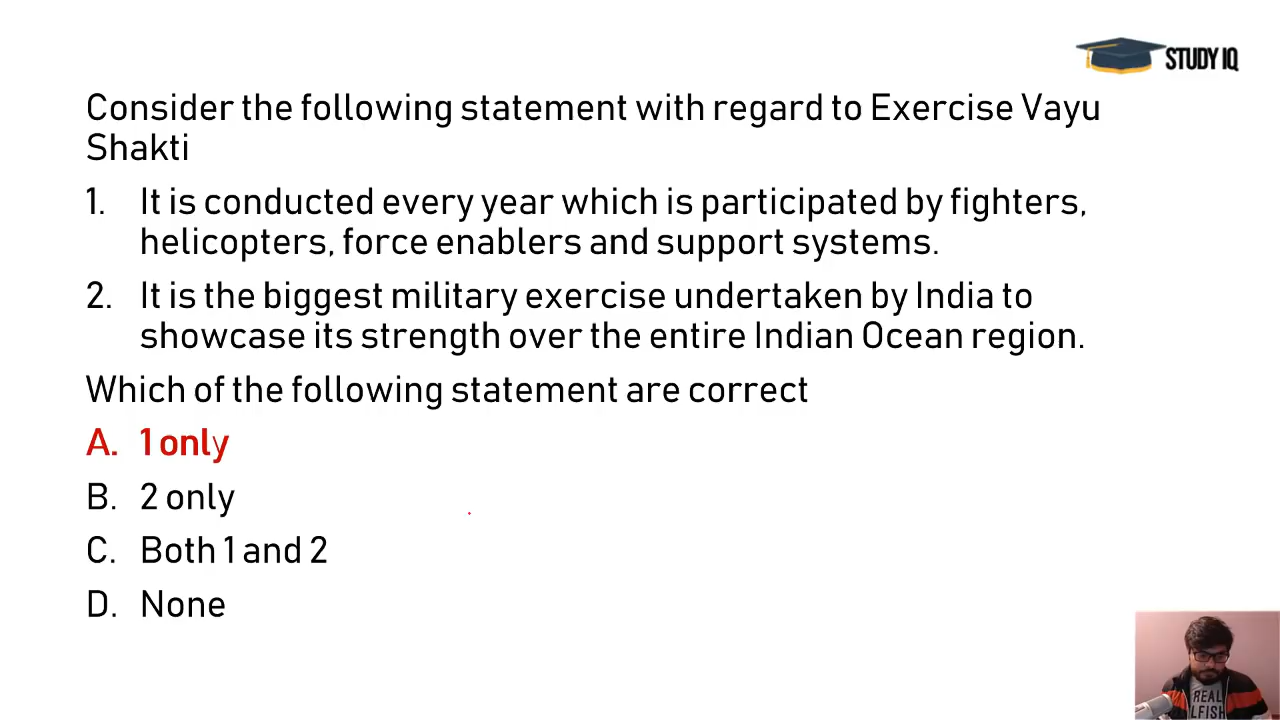 STUDY IQ
Consider the following statement with regard to Exercise Vayu
Shakti
1. It is conducted every year which is participated by fighters,
helicopters, force enablers and support systems.
2. It is the biggest military exercise undertaken by India to
showcase its strength over the entire Indian Ocean region.
Which of the following statement are correct
A. 1 only
B. 2 only
C. Both 1 and 2
D. None
REAL
LFISH